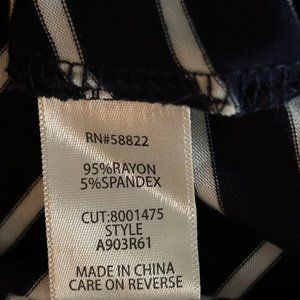 RN#58822
95%RAYON
5%SPANDEX
CUT:8001475
STYLE
A903R61
MADE IN CHINA
CARE ON REVERSE